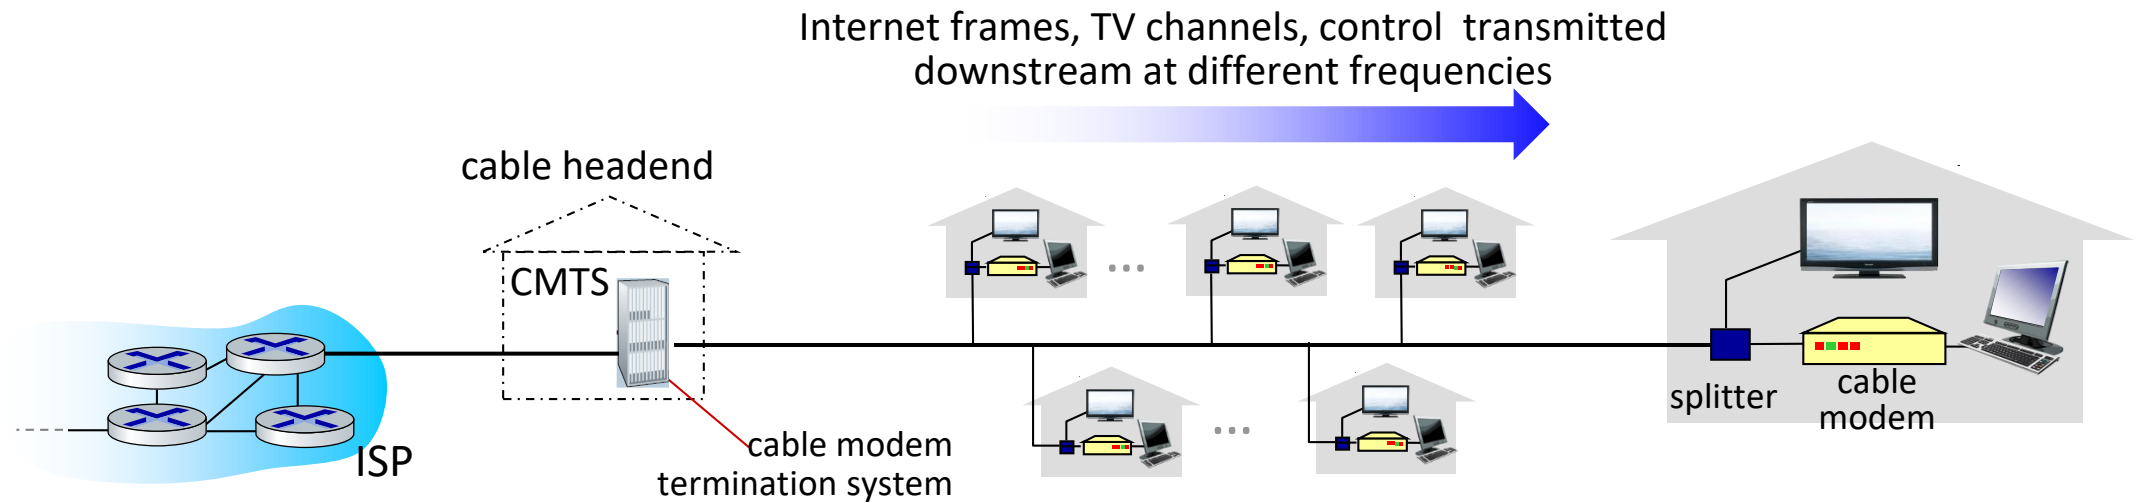 Internet frames, TV channels, control  transmitted
downstream at different frequencies
cable headend
CMTS
ISP
cable modem
termination system
splitter
cable
modem